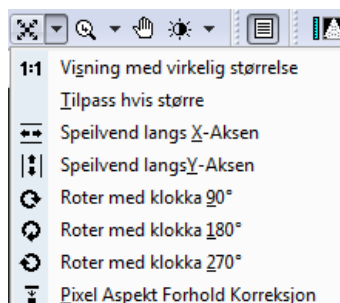 1:1 Visning med virkelig størrelse
Tilpass hvis større
Speilvend langs X-Aksen
Speilvend langsY-Aksen
Roter med klokka 90°
Roter med klokka 180°
Roter med klokka 270°
Pixel Aspekt Forhold Korreksjon